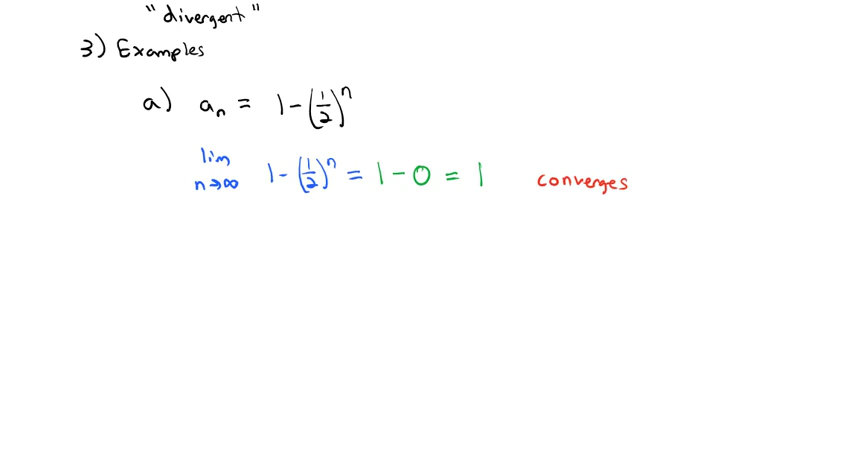 "divergent"
3) Examples
a) aₙ = 1-(1/2)ⁿ
lim n→∞ 1-(1/2)ⁿ = 1-0 = 1 converges